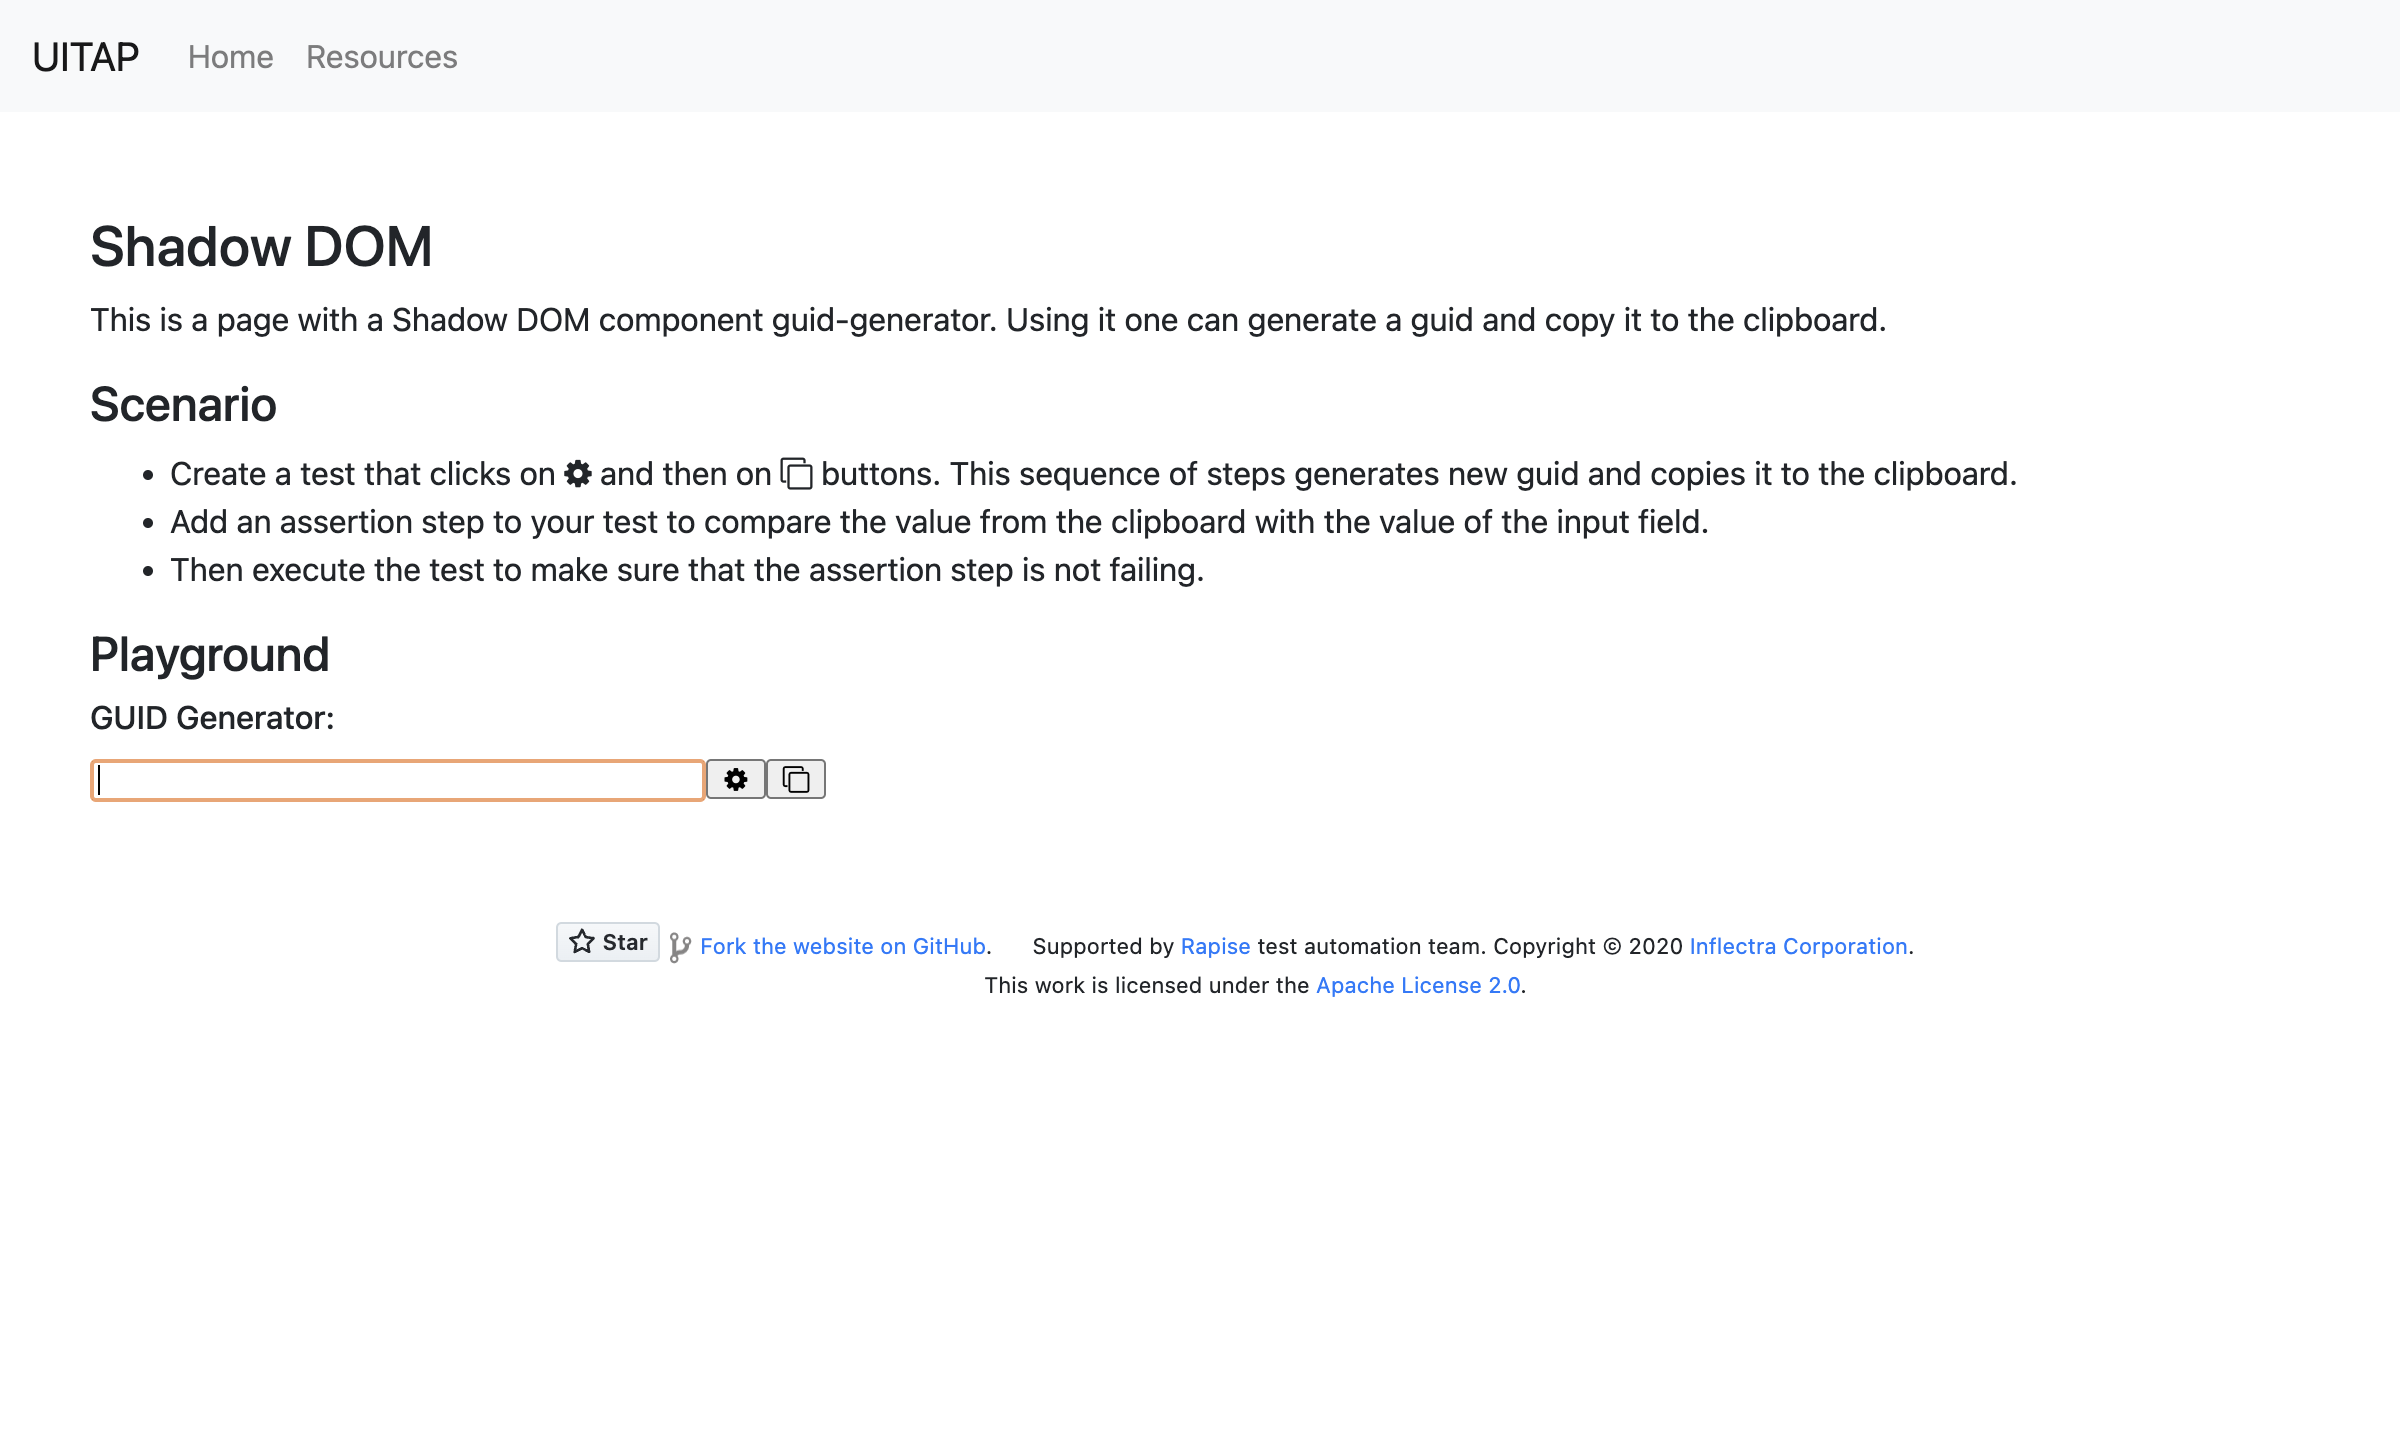 UITAP Home Resources
Shadow DOM
This is a page with a Shadow DOM component guid-generator. Using it one can generate a guid and copy it to the clipboard.
Scenario
• Create a test that clicks on and then on buttons. This sequence of steps generates new guid and copies it to the clipboard.
• Add an assertion step to your test to compare the value from the clipboard with the value of the input field.
• Then execute the test to make sure that the assertion step is not failing.
Playground
GUID Generator:
Star Fork the website on GitHub. Supported by Rapise test automation team. Copyright © 2020 Inflectra Corporation.
This work is licensed under the Apache License 2.0.